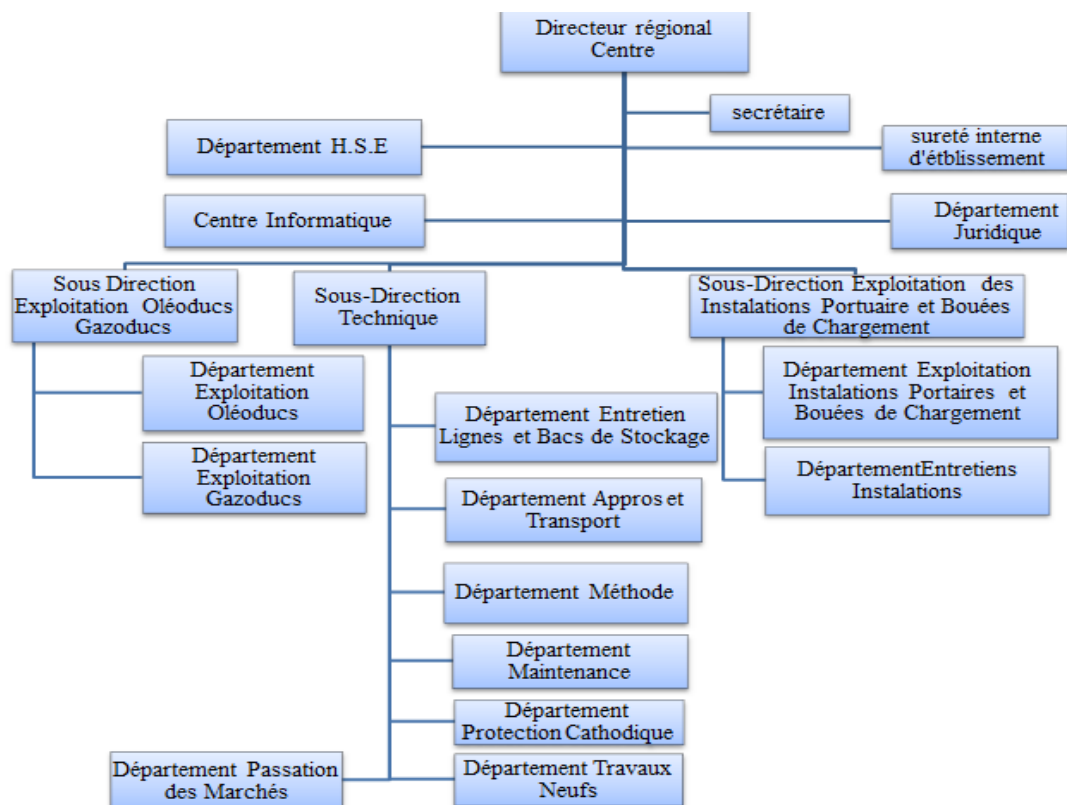 Directeur régional
Centre
secrétaire
Département H.S.E
sureté interne
d'étblissement
Centre Informatique
Département
Juridique
Sous Direction
Exploitation Oléoducs
Gazoducs
Sous-Direction
Technique
Sous-Direction Exploitation des
Instalations Portuaire et Bouées
de Chargement
Département
Exploitation
Oléoducs
Département
Exploitation
Gazoducs
Département Entretien
Lignes et Bacs de Stockage
Département Appros et
Transport
Département Méthode
Département
Maintenance
Département
Protection Cathodique
Département Travaux
Neufs
Département Passation
des Marchés
Département Exploitation
Instalations Portaires et
Bouées de Chargement
DépartementEntretiens
Instalations